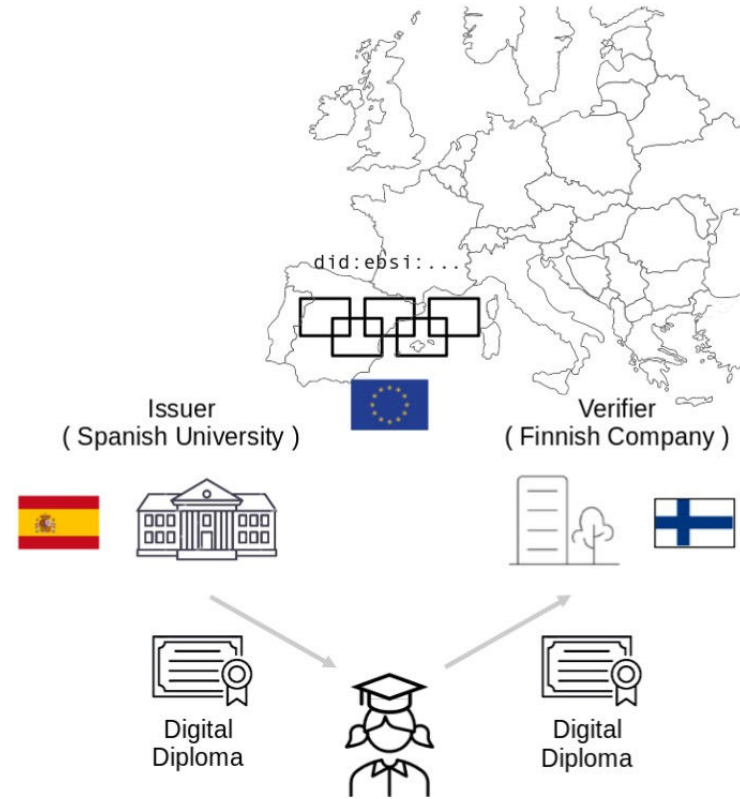 did:ebsi:...
Issuer
( Spanish University )
Verifier
( Finnish Company )
Digital
Diploma
Digital
Diploma